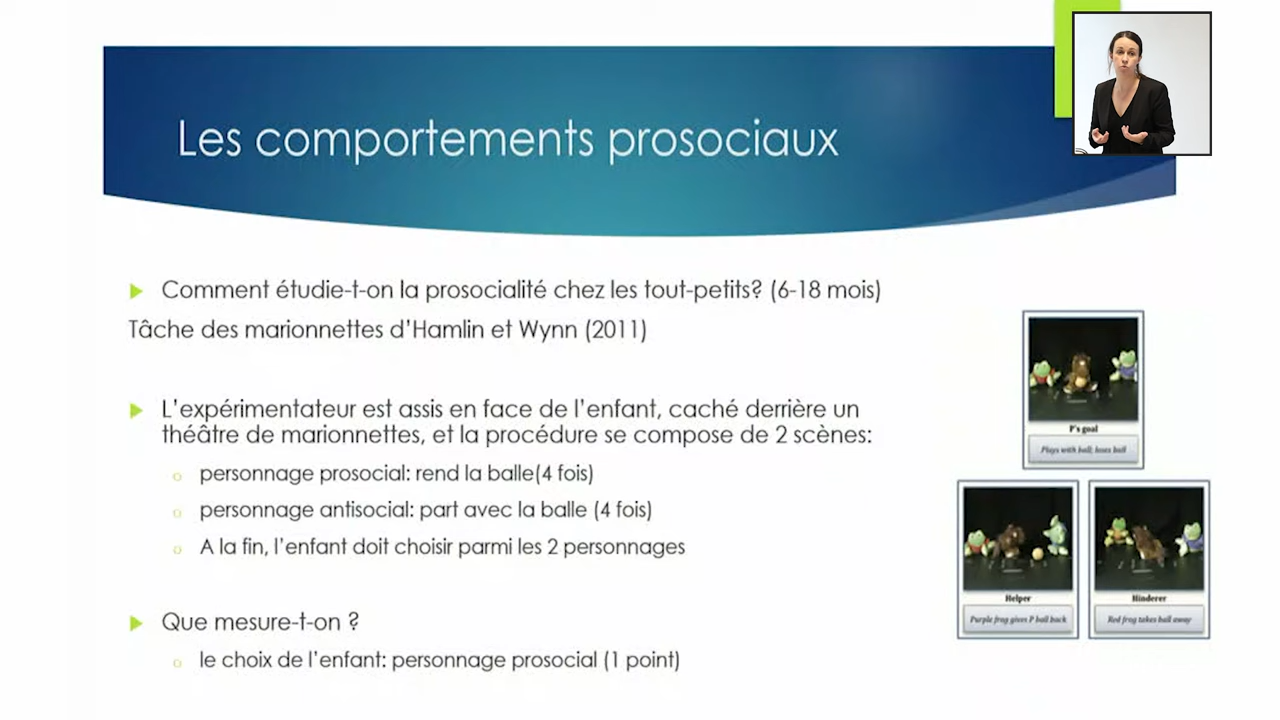 Les comportements prosociaux
Comment étudie-t-on la prosocialité chez les tout-petits? (6-18 mois)
Tâche des marionnettes d'Hamlin et Wynn (2011)
L'expérimentateur est assis en face de l'enfant, caché derrière un
théâtre de marionnettes, et la procédure se compose de 2 scènes:
personnage prosocial: rend la balle(4 fois)
personnage antisocial: part avec la balle (4 fois)
A la fin, l'enfant doit choisir parmi les 2 personnages
Que mesure-t-on ?
le choix de l'enfant: personnage prosocial (1 point)
P's goal
Plays with ball; loses ball
Helper
Purple frog gives P ball back
Hinderer
Red frog takes ball away